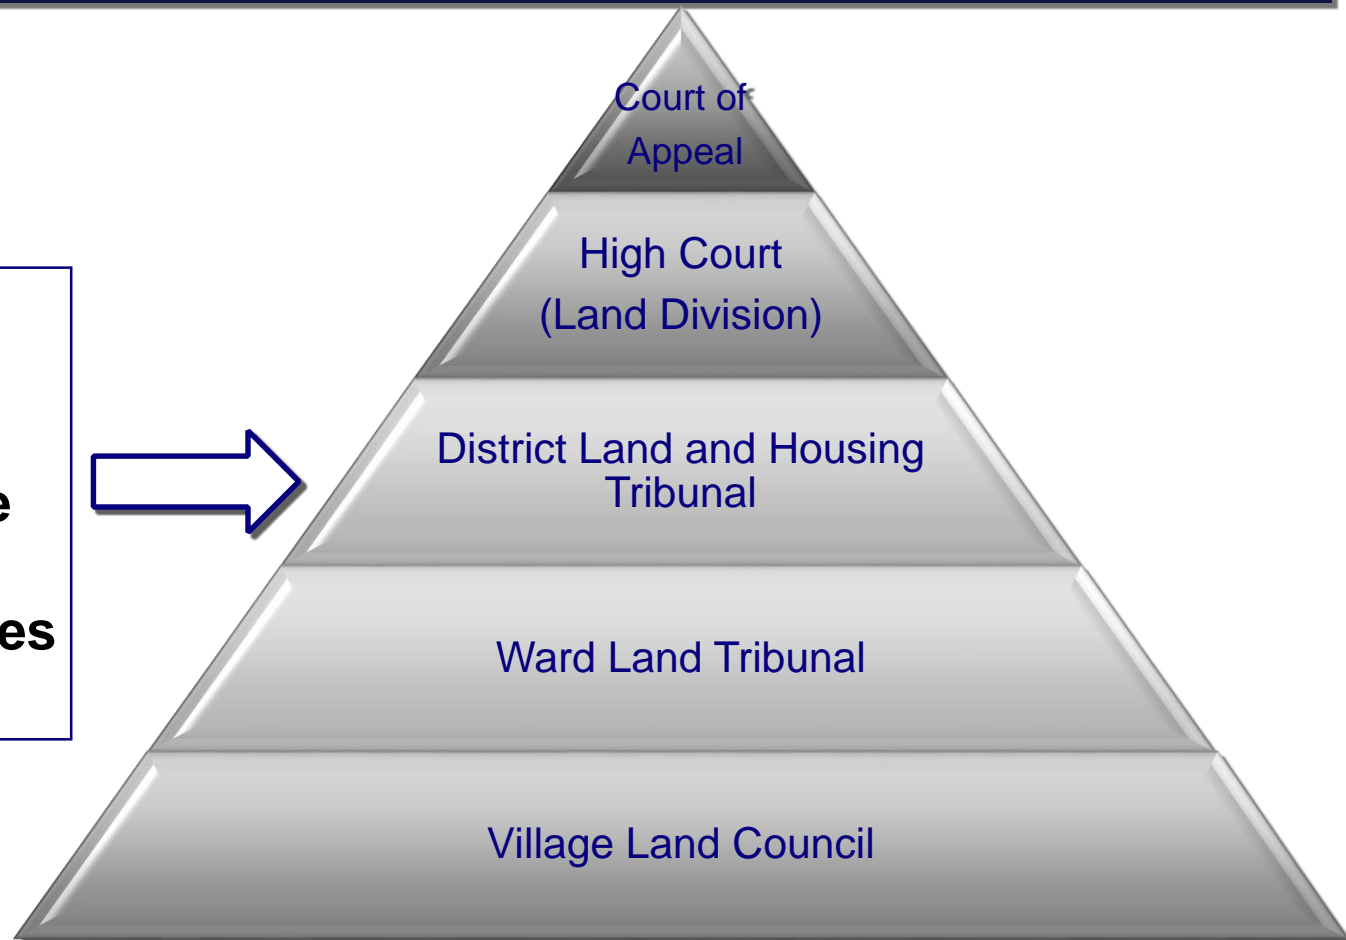 Court of
Appeal
High Court
(Land Division)
District Land and Housing
Tribunal
Ward Land Tribunal
Village Land Council